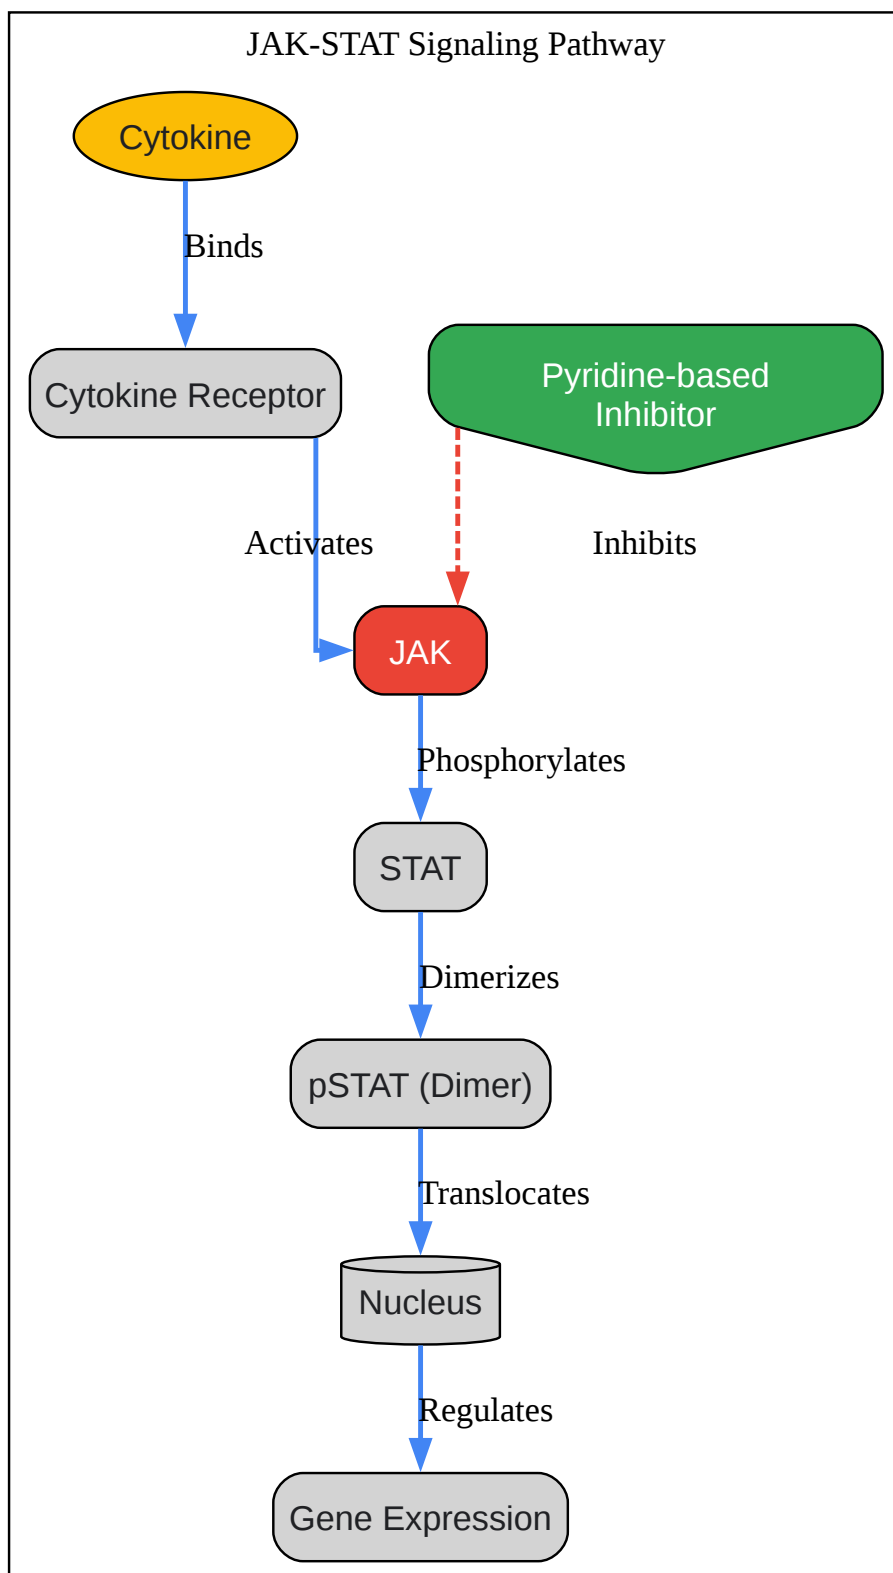 JAK-STAT Signaling Pathway
Cytokine
Binds
Cytokine Receptor
Pyridine-based
Inhibitor
Activates
Inhibits
JAK
Phosphorylates
STAT
Dimerizes
pSTAT (Dimer)
Translocates
Nucleus
Regulates
Gene Expression